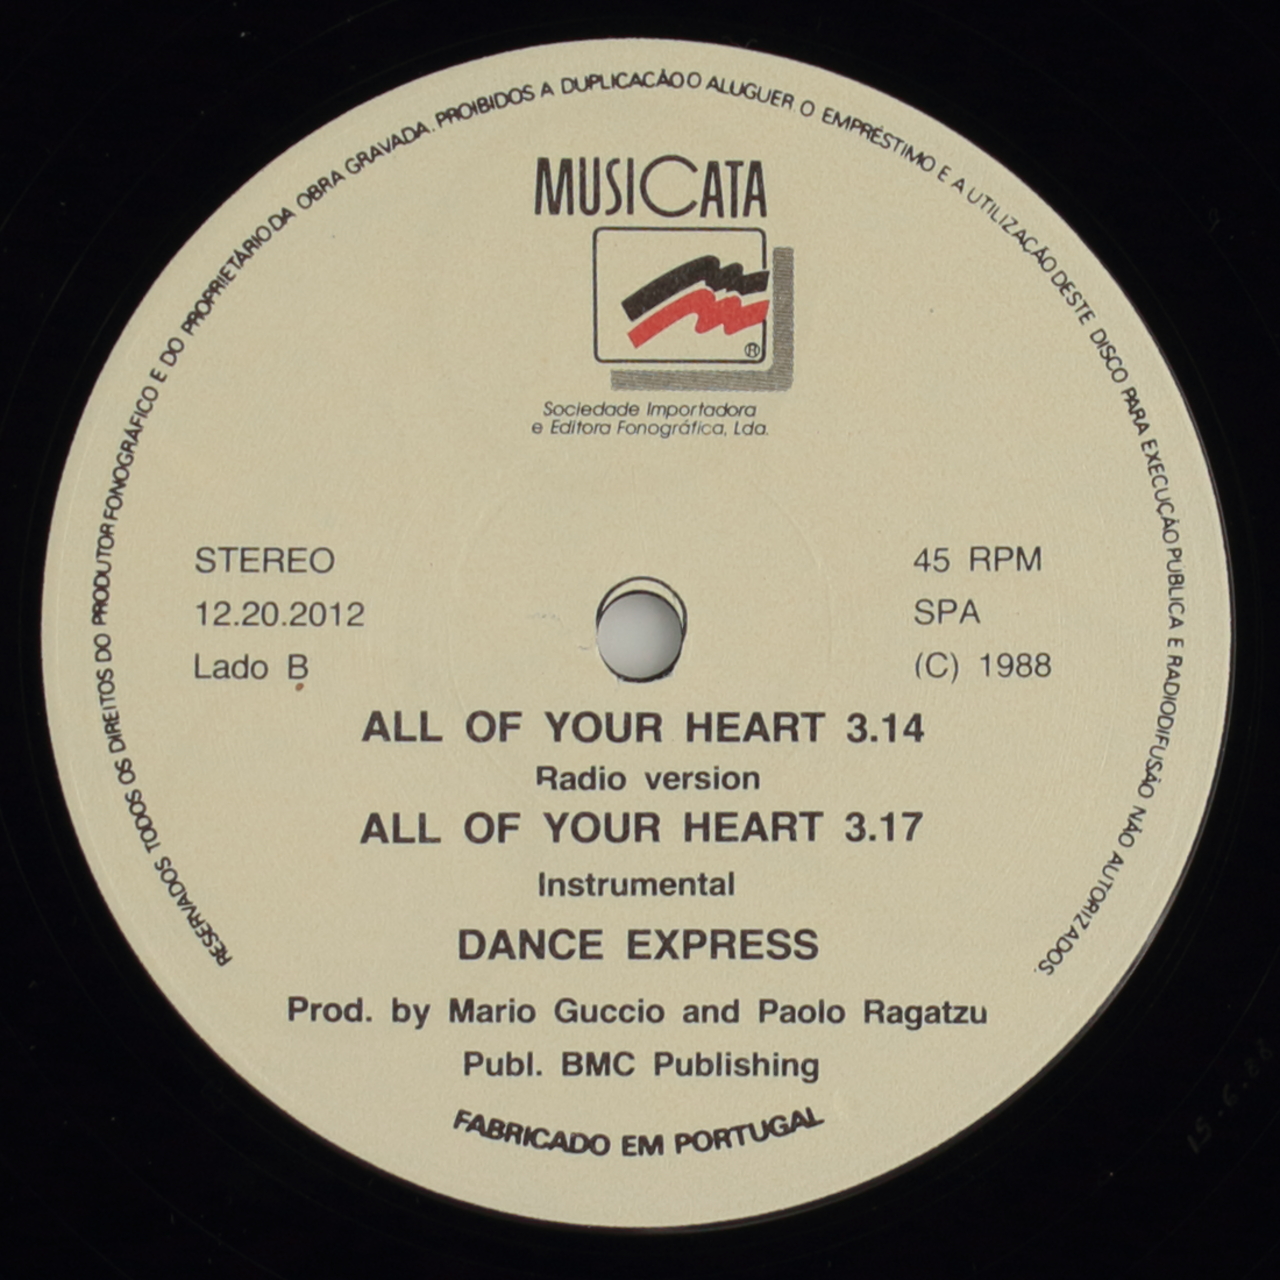 RESERVADOS TODOS OS DIREITOS DO PRODUTOR FONOGRÁFICO E DO PROPRIETÁRIO DA OBRA GRAVADA. PROIBIDOS A DUPLICAÇÃO O ALUGUER O EMPRÉSTIMO E A UTILIZAÇÃO DESTE DISCO PARA EXECUÇÃO PUBLICA E RADIODIFUSÃO NÃO AUTORIZADOS.
MUSICATA
®
Sociedade Importadora
e Editora Fonográfica, Lda.
STEREO
12.20.2012
Lado B
45 RPM
SPA
(C) 1988
ALL OF YOUR HEART 3.14
Radio version
ALL OF YOUR HEART 3.17
Instrumental
DANCE EXPRESS
Prod. by Mario Guccio and Paolo Ragatzu
Publ. BMC Publishing
FABRICADO EM PORTUGAL